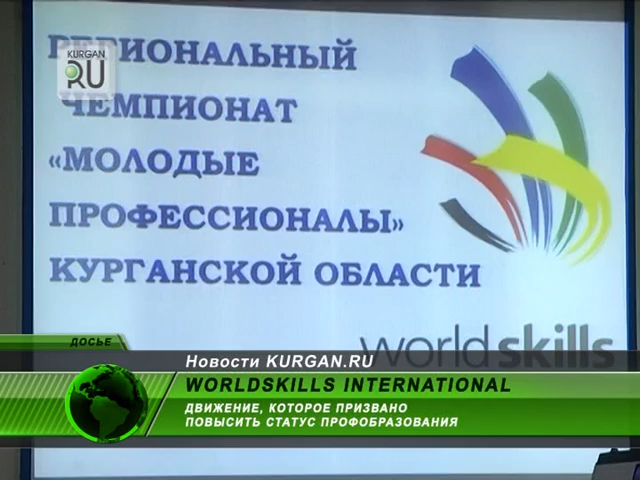 KURGAN
RU
РЕГИОНАЛЬНЫЙ
ЧЕМПИОНАТ
«МОЛОДЫЕ
ПРОФЕССИОНАЛЫ»
КУРГАНСКОЙ ОБЛАСТИ
worldskills
ДОСЬЕ
Новости KURGAN.RU
WORLDSKILLS INTERNATIONAL
ДВИЖЕНИЕ, КОТОРОЕ ПРИЗВАНО
ПОВЫСИТЬ СТАТУС ПРОФОБРАЗОВАНИЯ